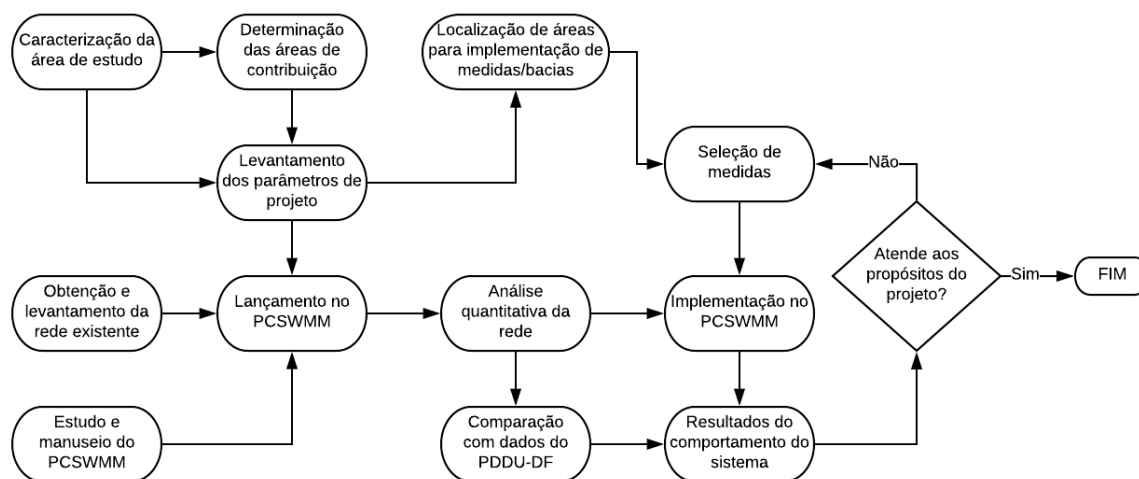 Caracterização da
área de estudo
Determinação
das áreas de
contribuição
Localização de áreas
para implementação de
medidas/bacias
Levantamento
dos parâmetros de
projeto
Seleção de
medidas
Não
Atende aos
propósitos do
projeto?
Sim
FIM
Obtenção e
levantamento da
rede existente
Lançamento no
PCSWMM
Análise
quantitativa da
rede
Implementação no
PCSWMM
Estudo e
manuseio do
PCSWMM
Comparação
com dados do
PDDU-DF
Resultados do
comportamento do
sistema